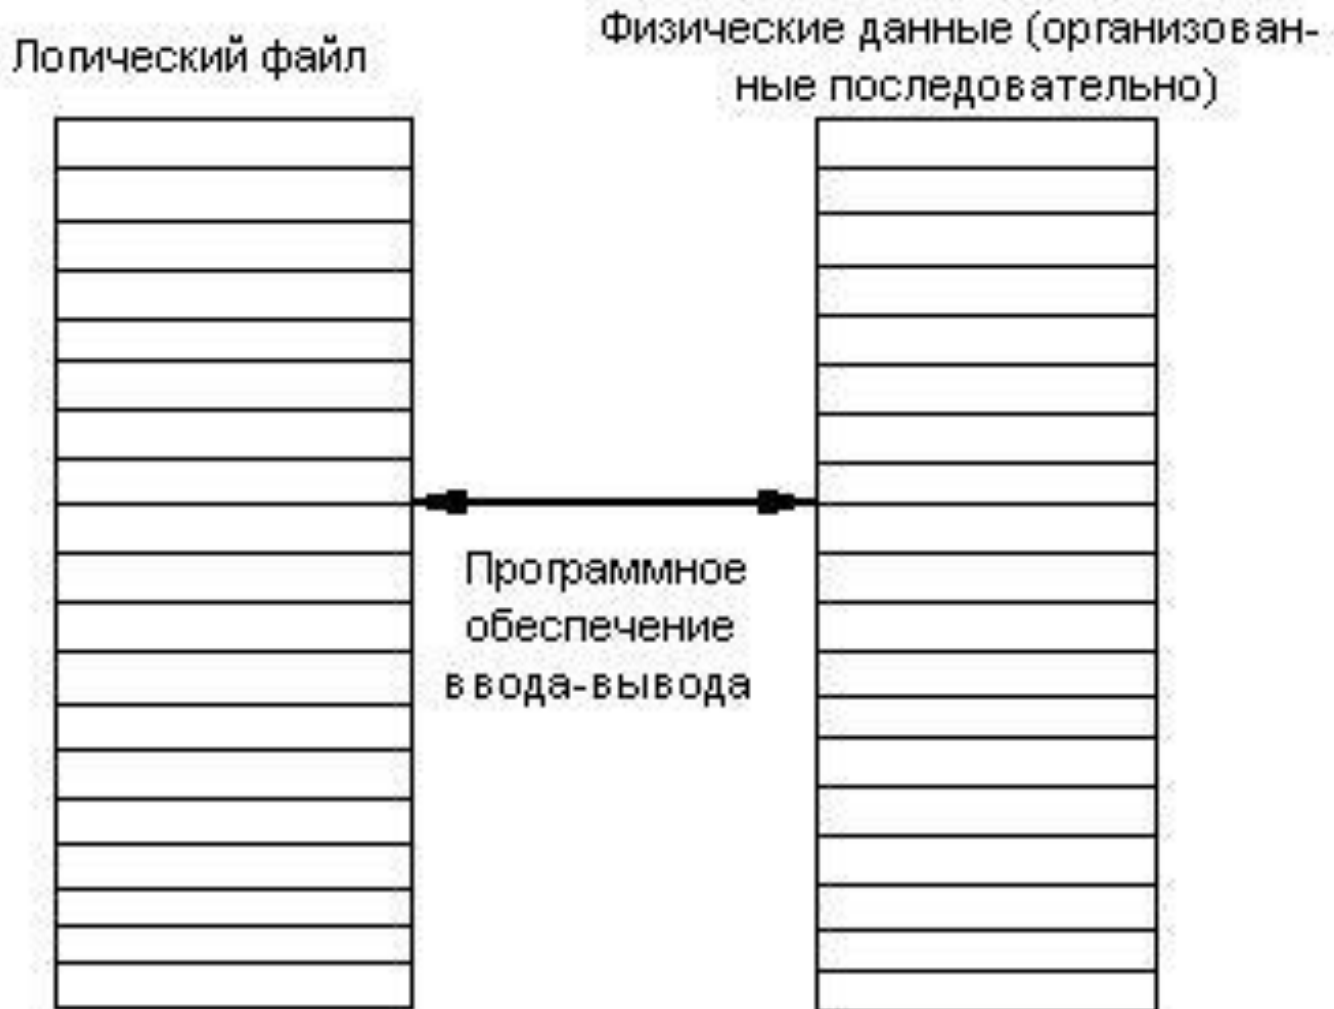 Логический файл
Физические данные (организован-
ные последовательно)
Программное
обеспечение
ввода-вывода